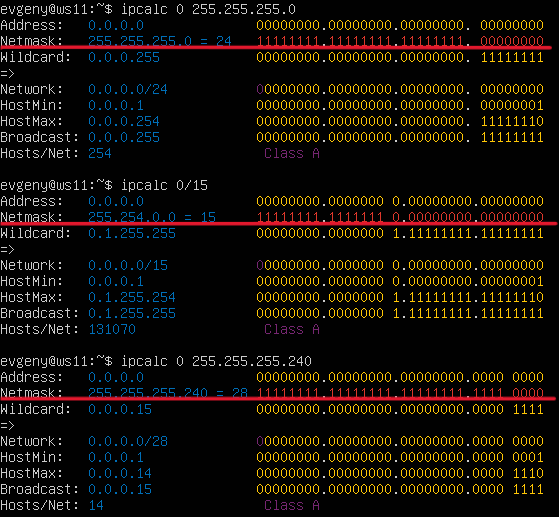 evgeny@ws11:~$ ipcalc 0 255.255.255.0
Address: 0.0.0.0 00000000.00000000.00000000. 00000000
Netmask: 255.255.255.0 = 24 11111111.11111111.11111111. 00000000
Wildcard: 0.0.0.255 00000000.00000000.00000000. 11111111
=>
Network: 0.0.0.0/24 00000000.00000000.00000000. 00000000
HostMin: 0.0.0.1 00000000.00000000.00000000. 00000001
HostMax: 0.0.0.254 00000000.00000000.00000000. 11111110
Broadcast: 0.0.0.255 00000000.00000000.00000000. 11111111
Hosts/Net: 254 Class A
evgeny@ws11:~$ ipcalc 0/15
Address: 0.0.0.0 00000000.0000000 0.00000000.00000000
Netmask: 255.254.0.0 = 15 11111111.1111111 0.00000000.00000000
Wildcard: 0.1.255.255 00000000.0000000 1.11111111.11111111
=>
Network: 0.0.0.0/15 00000000.0000000 0.00000000.00000000
HostMin: 0.0.0.1 00000000.0000000 0.00000000.00000001
HostMax: 0.1.255.254 00000000.0000000 1.11111111.11111110
Broadcast: 0.1.255.255 00000000.0000000 1.11111111.11111111
Hosts/Net: 131070 Class A
evgeny@ws11:~$ ipcalc 0 255.255.255.240
Address: 0.0.0.0 00000000.00000000.00000000.0000 0000
Netmask: 255.255.255.240 = 28 11111111.11111111.11111111.1111 0000
Wildcard: 0.0.0.15 00000000.00000000.00000000.0000 1111
=>
Network: 0.0.0.0/28 00000000.00000000.00000000.0000 0000
HostMin: 0.0.0.1 00000000.00000000.00000000.0000 0001
HostMax: 0.0.0.14 00000000.00000000.00000000.0000 1110
Broadcast: 0.0.0.15 00000000.00000000.00000000.0000 1111
Hosts/Net: 14 Class A